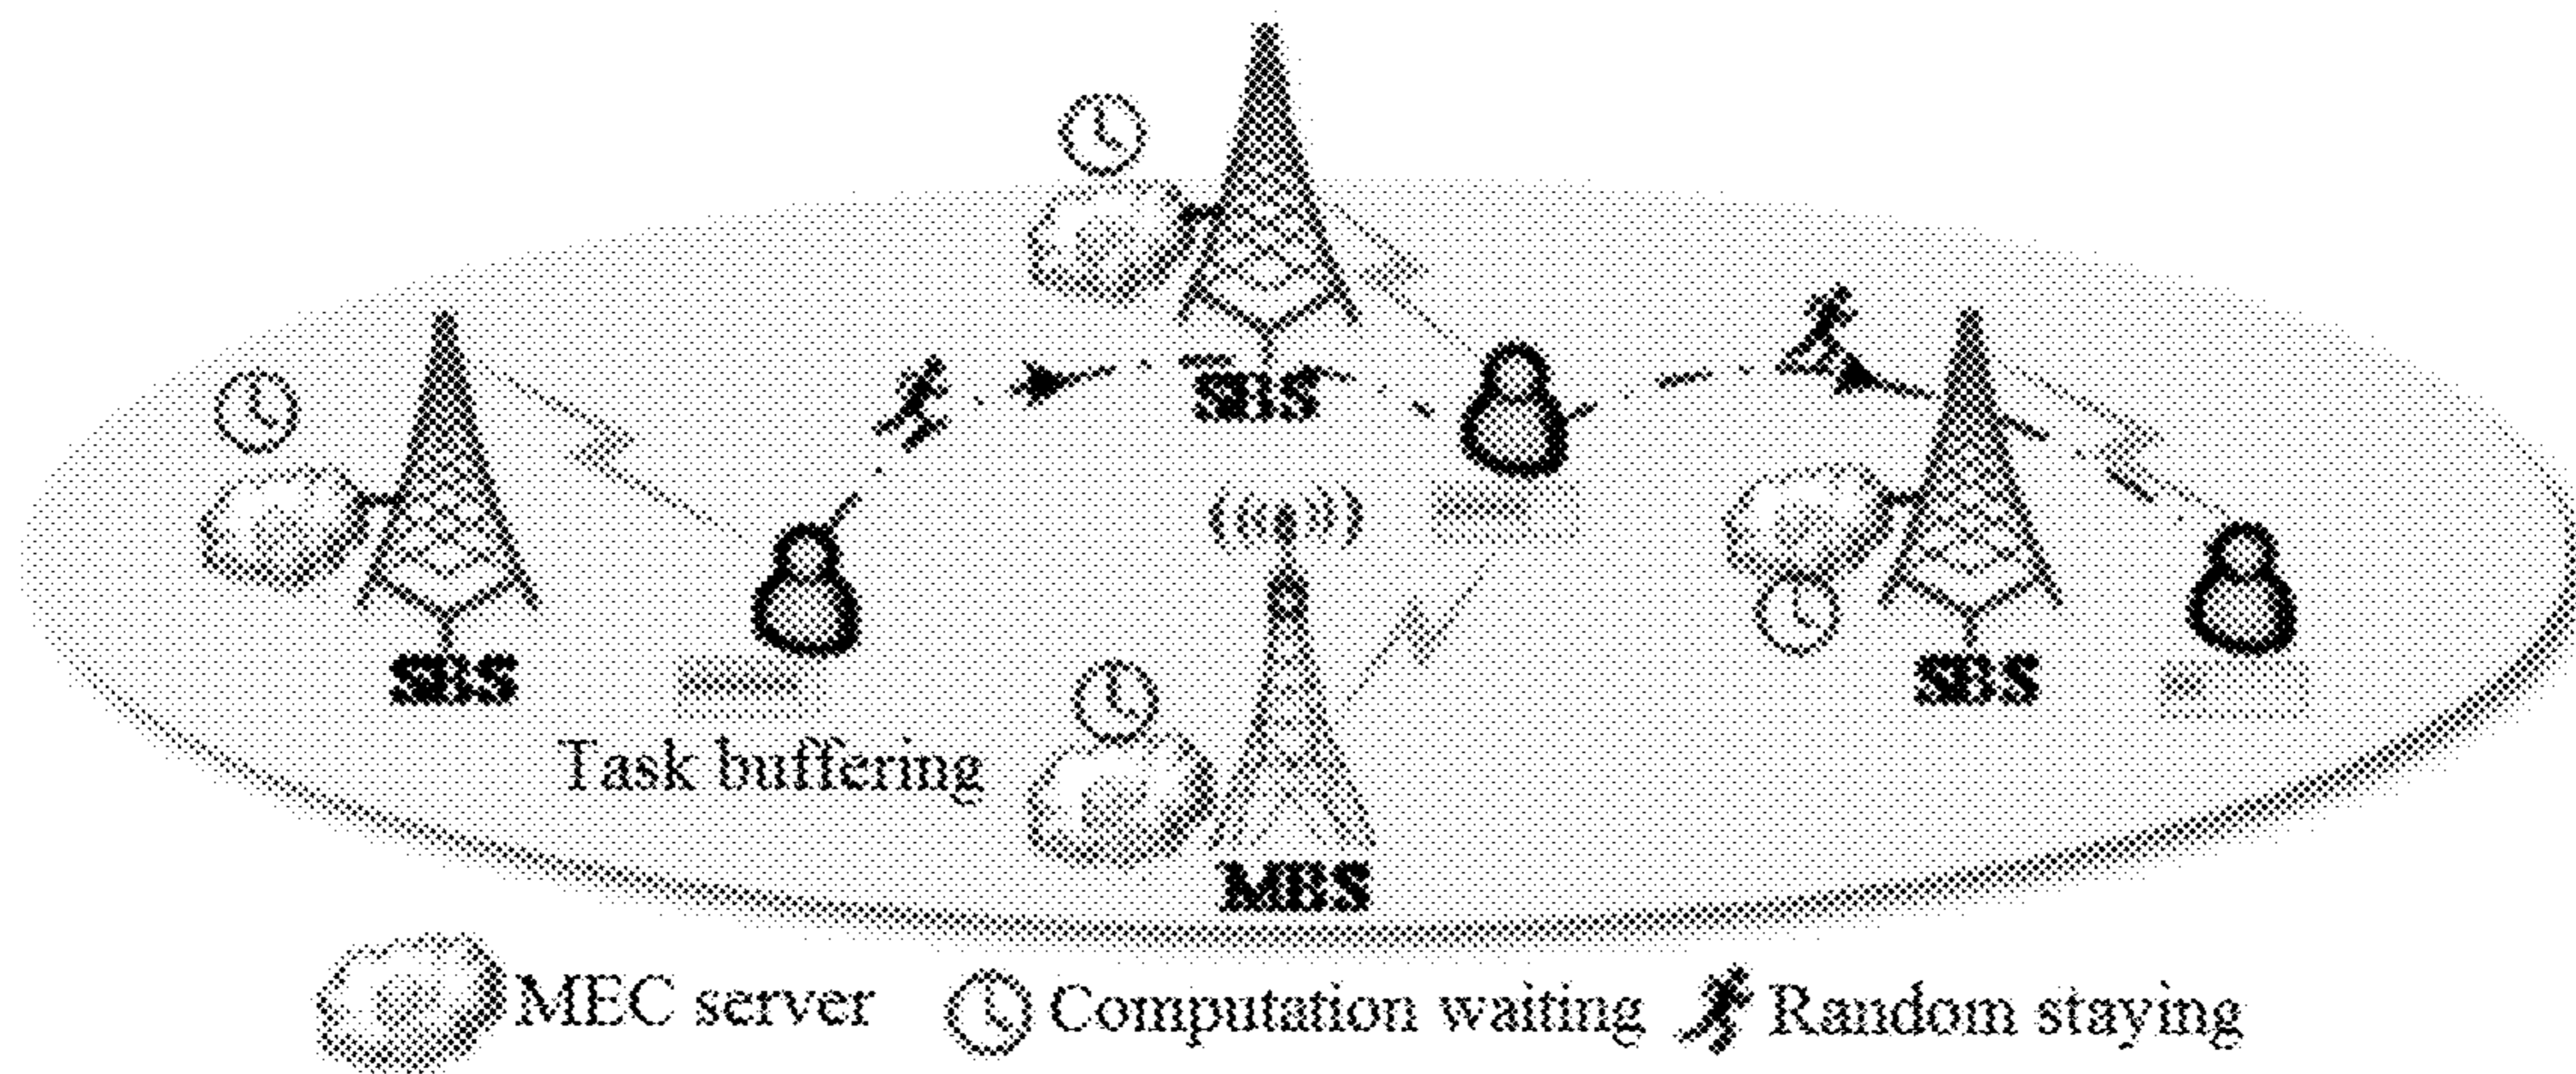 SBS
SBS
SBS
Task buffering
MBS
MEC server
Computation waiting
Random staying